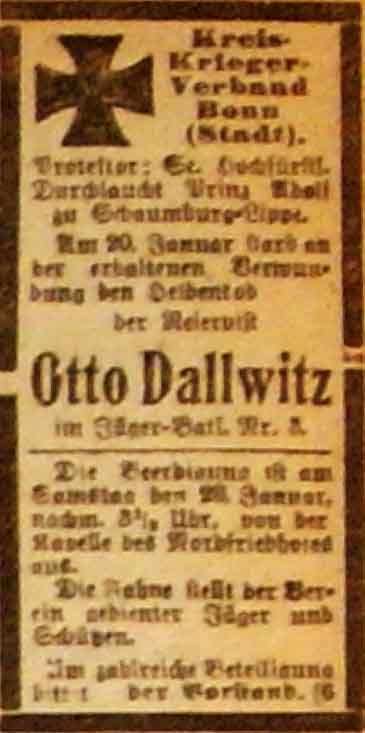 Kreis-
Krieger-
Verband
Bonn
(Stadt).
Protektor: Se. Hochfürstl.
Durchlaucht Prinz Adolf
zu Schaumburg-Lippe.
Am 20. Januar starb an
der erhaltenen Verwun-
dung den Heldentod
der Reservist
Otto Dallwitz
im Jäger-Batl. Nr.
Die Beerdigung ist am
Samstag den Januar,
nachm. 3½ Uhr, von der
Kapelle des Nordfriedhofes
aus.
Die Fahne stellt der Ver-
ein gedienter Jäger und
Schützen.
Um zahlreiche Beteiligung
bittet der Vorstand. (6